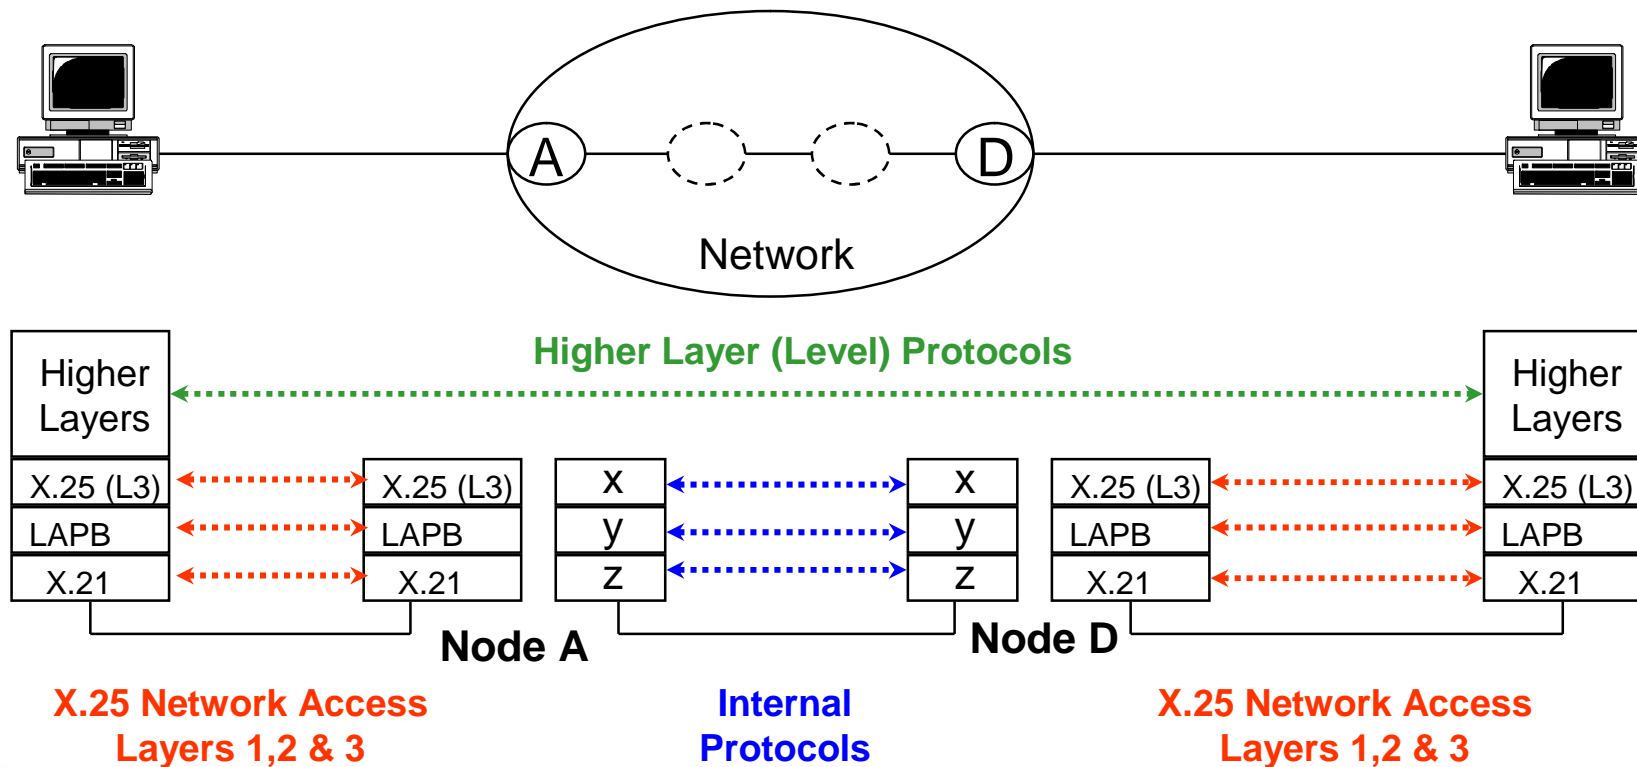 A
D
Network
Higher Layer (Level) Protocols
Higher
Layers
Higher
Layers
X.25 (L3)
X.25 (L3)
x
x
X.25 (L3)
X.25 (L3)
LAPB
LAPB
y
y
LAPB
LAPB
X.21
X.21
z
z
X.21
X.21
Node A
Node D
X.25 Network Access
Layers 1,2 & 3
Internal
Protocols
X.25 Network Access
Layers 1,2 & 3